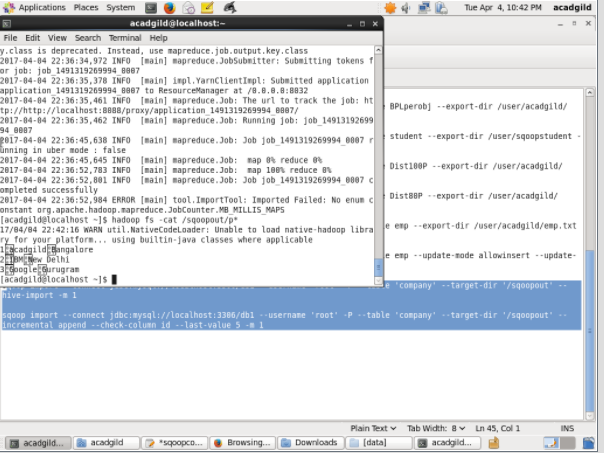 Applications Places System
Tue Apr 4, 10:42 PM acadgild
acadgild@localhost:~
File Edit View Search Terminal Help
y.class is deprecated. Instead, use mapreduce.job.output.key.class
2017-04-04 22:36:34,972 INFO [main] mapreduce.JobSubmitter: Submitting tokens f
or job: job_1491319269994_0007
2017-04-04 22:36:35,378 INFO [main] impl.YarnClientImpl: Submitted application
application_1491319269994_0007 to ResourceManager at /0.0.0.0:8032
2017-04-04 22:36:35,461 INFO [main] mapreduce.Job: The url to track the job: ht
tp://http://localhost:8088/proxy/application_1491319269994_0007/
2017-04-04 22:36:35,462 INFO [main] mapreduce.Job: Running job: job_14913192699
94_0007
2017-04-04 22:36:45,638 INFO [main] mapreduce.Job: Job job_1491319269994_0007 r
unning in uber mode : false
2017-04-04 22:36:45,645 INFO [main] mapreduce.Job: map 0% reduce 0%
2017-04-04 22:36:52,783 INFO [main] mapreduce.Job: map 100% reduce 0%
2017-04-04 22:36:52,801 INFO [main] mapreduce.Job: Job job_1491319269994_0007 c
ompleted successfully
2017-04-04 22:36:52,984 ERROR [main] tool.ImportTool: Imported Failed: No enum c
onstant org.apache.hadoop.mapreduce.JobCounter.MB_MILLIS_MAPS
[acadgild@localhost ~]$ hadoop fs -cat /sqoopout/p*
17/04/04 22:42:16 WARN util.NativeCodeLoader: Unable to load native-hadoop libra
ry for your platform... using builtin-java classes where applicable
1 acadgild Bangalore
2 IBM New Delhi
3 Google Gurugram
[acadgild@localhost ~]$
BPLperobj --export-dir /user/acadgild/
student --export-dir /user/sqoopstudent -
Dist100P --export-dir /user/acadgild/
Dist80P --export-dir /user/acadgild/
e emp --export-dir /user/acadgild/emp.txt
e emp --update-mode allowinsert --update-
'company' --target-dir '/sqoopout' --
hive-import -m 1
sqoop import --connect jdbc:mysql://localhost:3306/db1 --username 'root' -P --table 'company' --target-dir '/sqoopout' --
incremental append --check-column id --last-value 5 -m 1
Plain Text Tab Width: 8 Ln 45, Col 1 INS
acadgild... acadgild *sqoopco... Browsing... Downloads [data] acadgild...